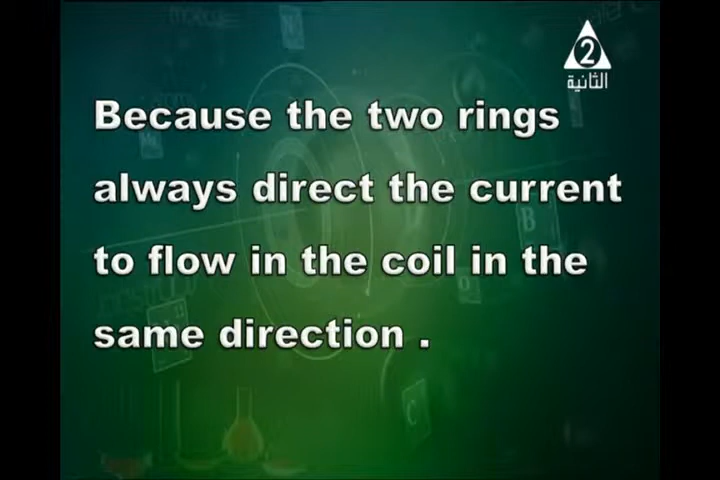 2
الثانية
Because the two rings
always direct the current
to flow in the coil in the
same direction .
B
C